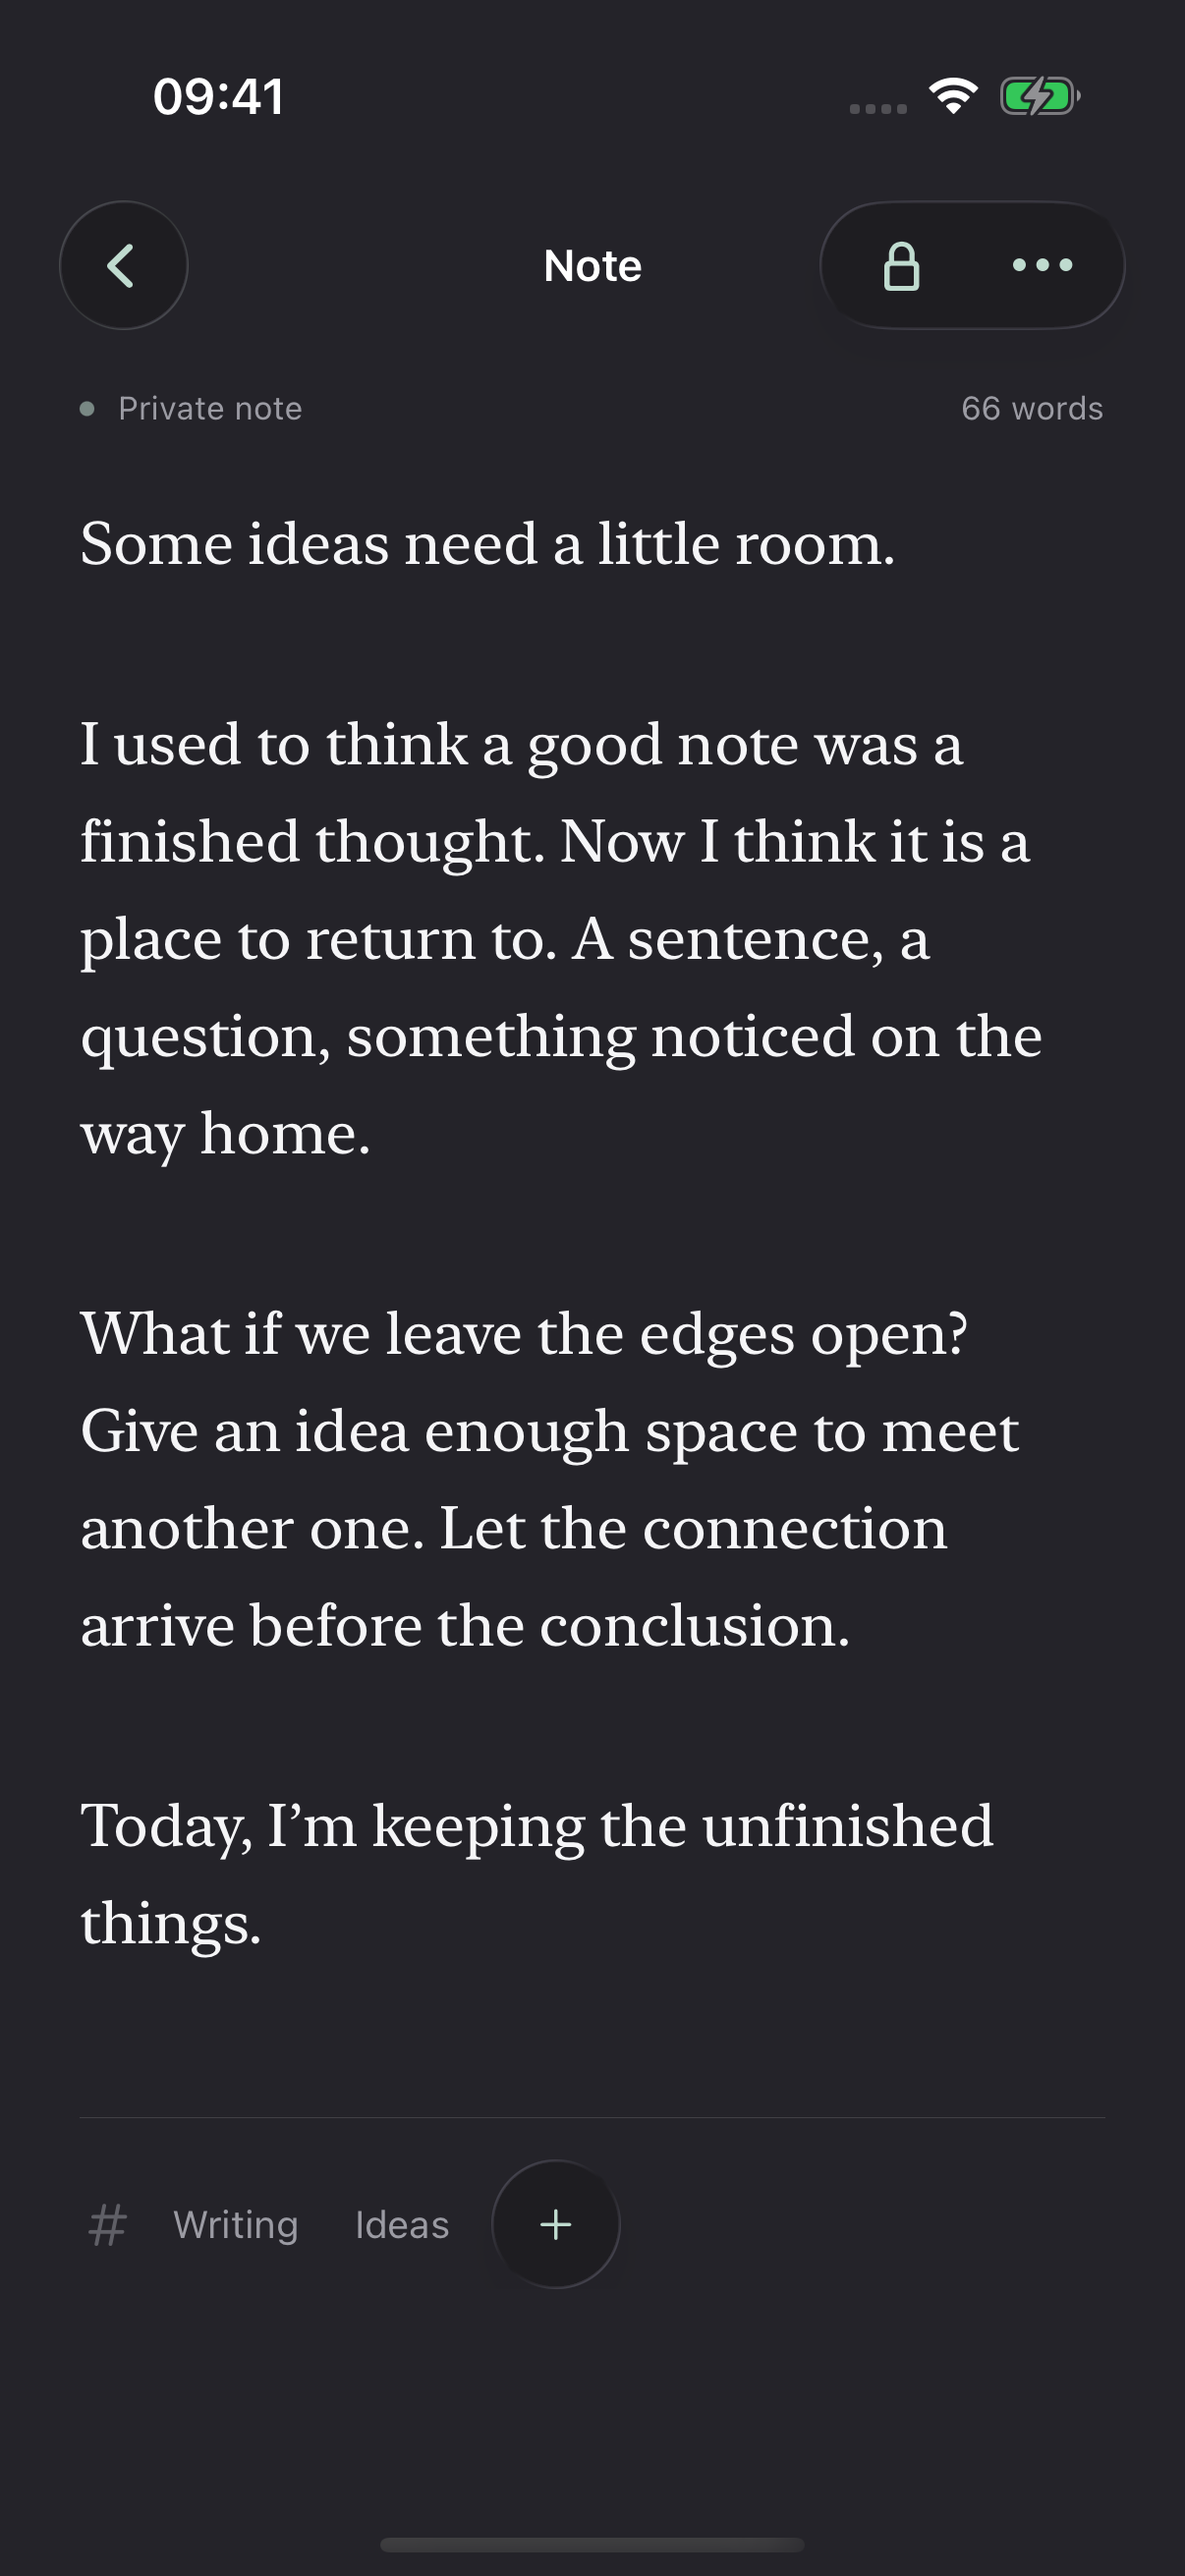 09:41
Note
Private note
66 words
Some ideas need a little room.
I used to think a good note was a
finished thought. Now I think it is a
place to return to. A sentence, a
question, something noticed on the
way home.
What if we leave the edges open?
Give an idea enough space to meet
another one. Let the connection
arrive before the conclusion.
Today, I’m keeping the unfinished
things.
# Writing Ideas +